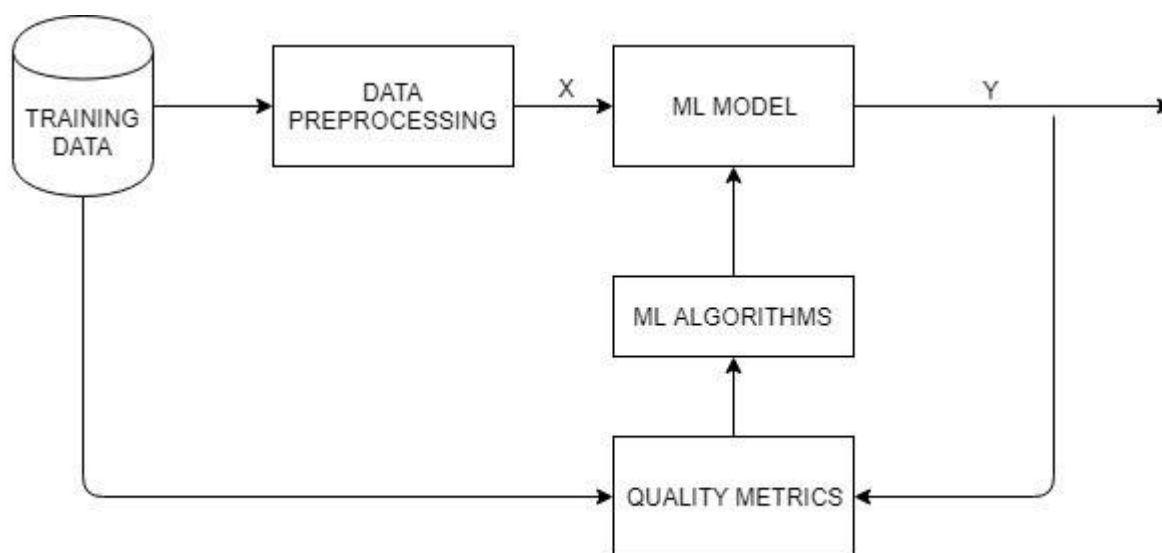 TRAINING
DATA
DATA
PREPROCESSING
X
ML MODEL
Y
ML ALGORITHMS
QUALITY METRICS